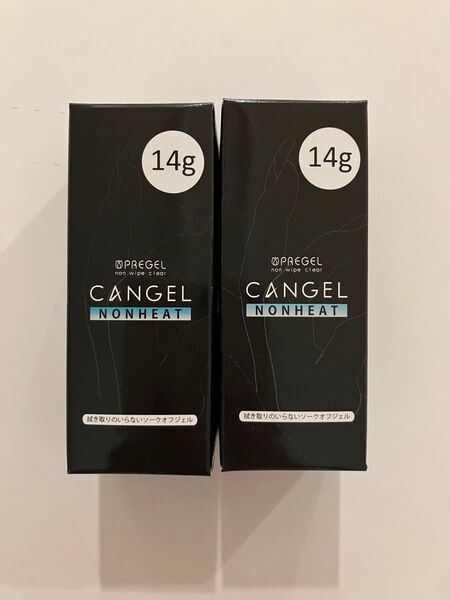 14g
PREGEL
non wipe clear
CANGEL
NONHEAT
拭き取りのいらないソークオフジェル
14g
PREGEL
non wipe clear
CANGEL
NONHEAT
拭き取りのいらないソークオフジェル